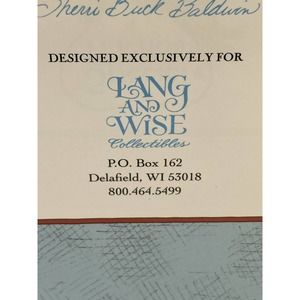 Sherri Buck Baldwin
DESIGNED EXCLUSIVELY FOR
LANG
AND
WISE
Collectibles
P.O. Box 162
Delafield, WI 53018
800.464.5499